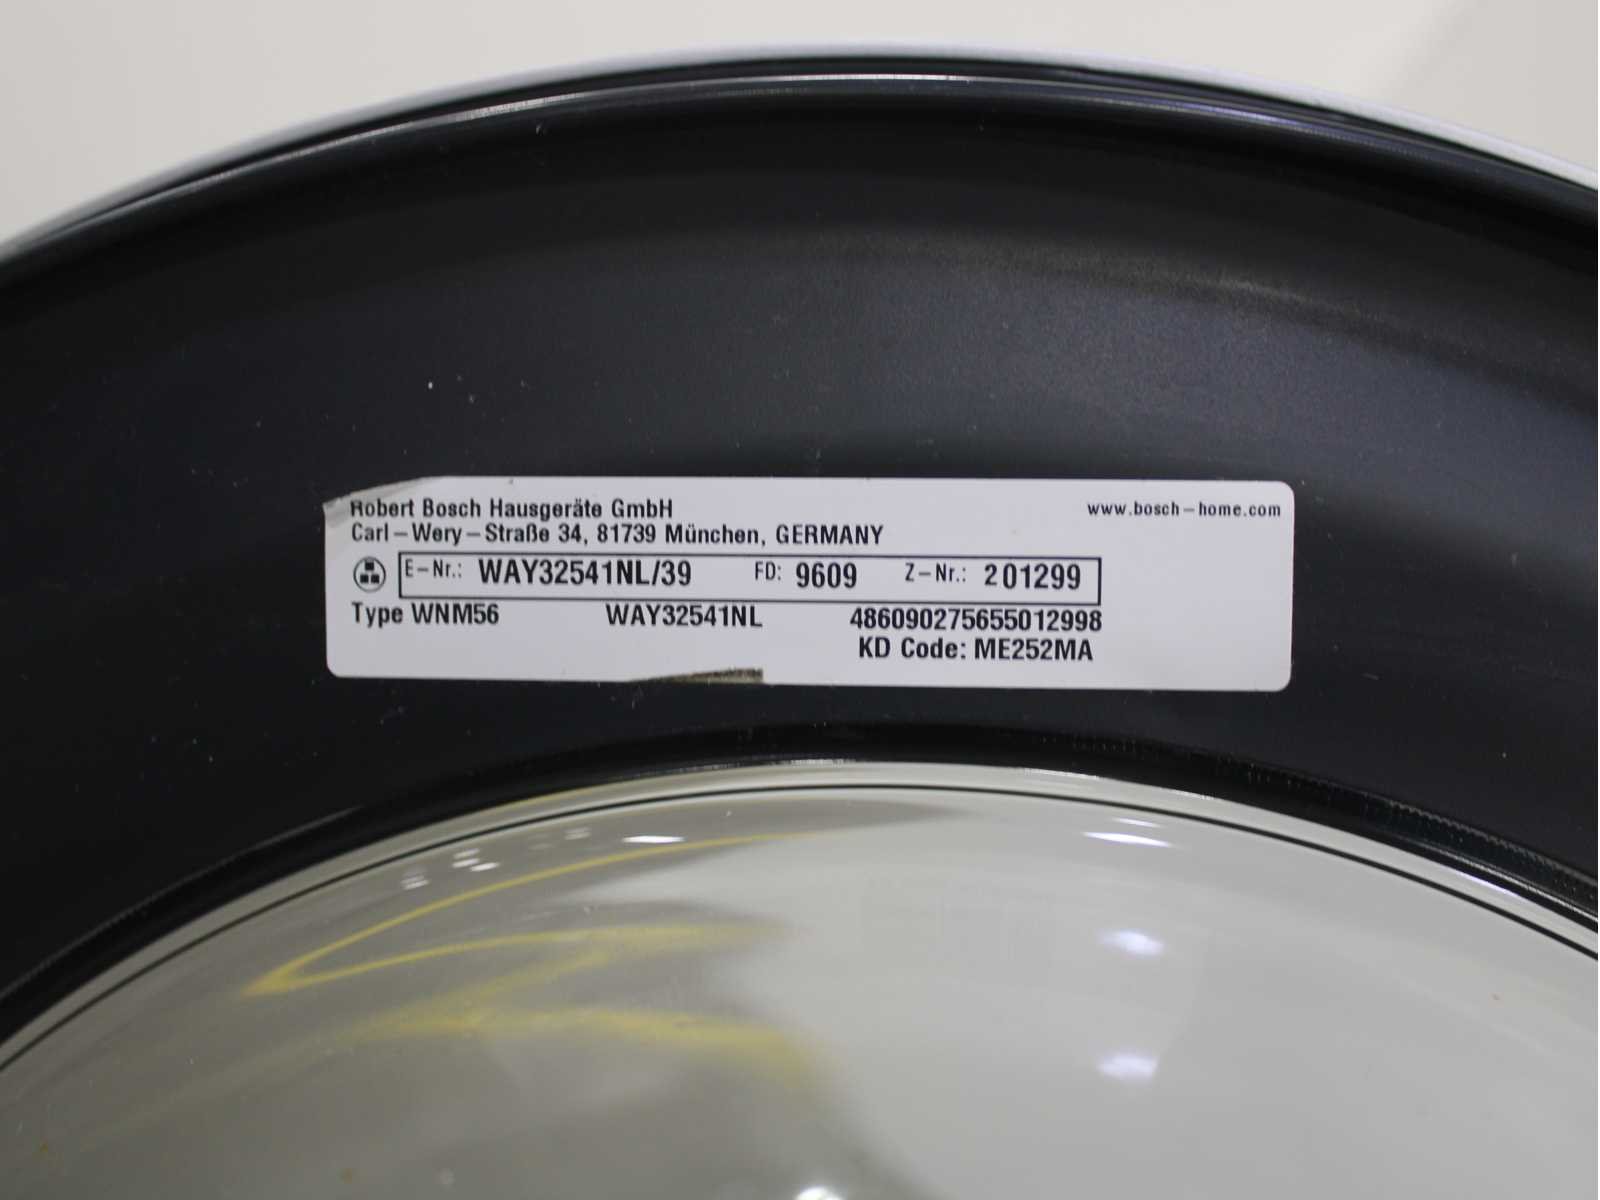 Robert Bosch Hausgeräte GmbH
www.bosch-home.com
Carl-Wery-Straße 34, 81739 München, GERMANY
E-Nr.: WAY32541NL/39 FD: 9609 Z-Nr.: 201299
Type WNM56 WAY32541NL 486090275655012998
KD Code: ME252MA